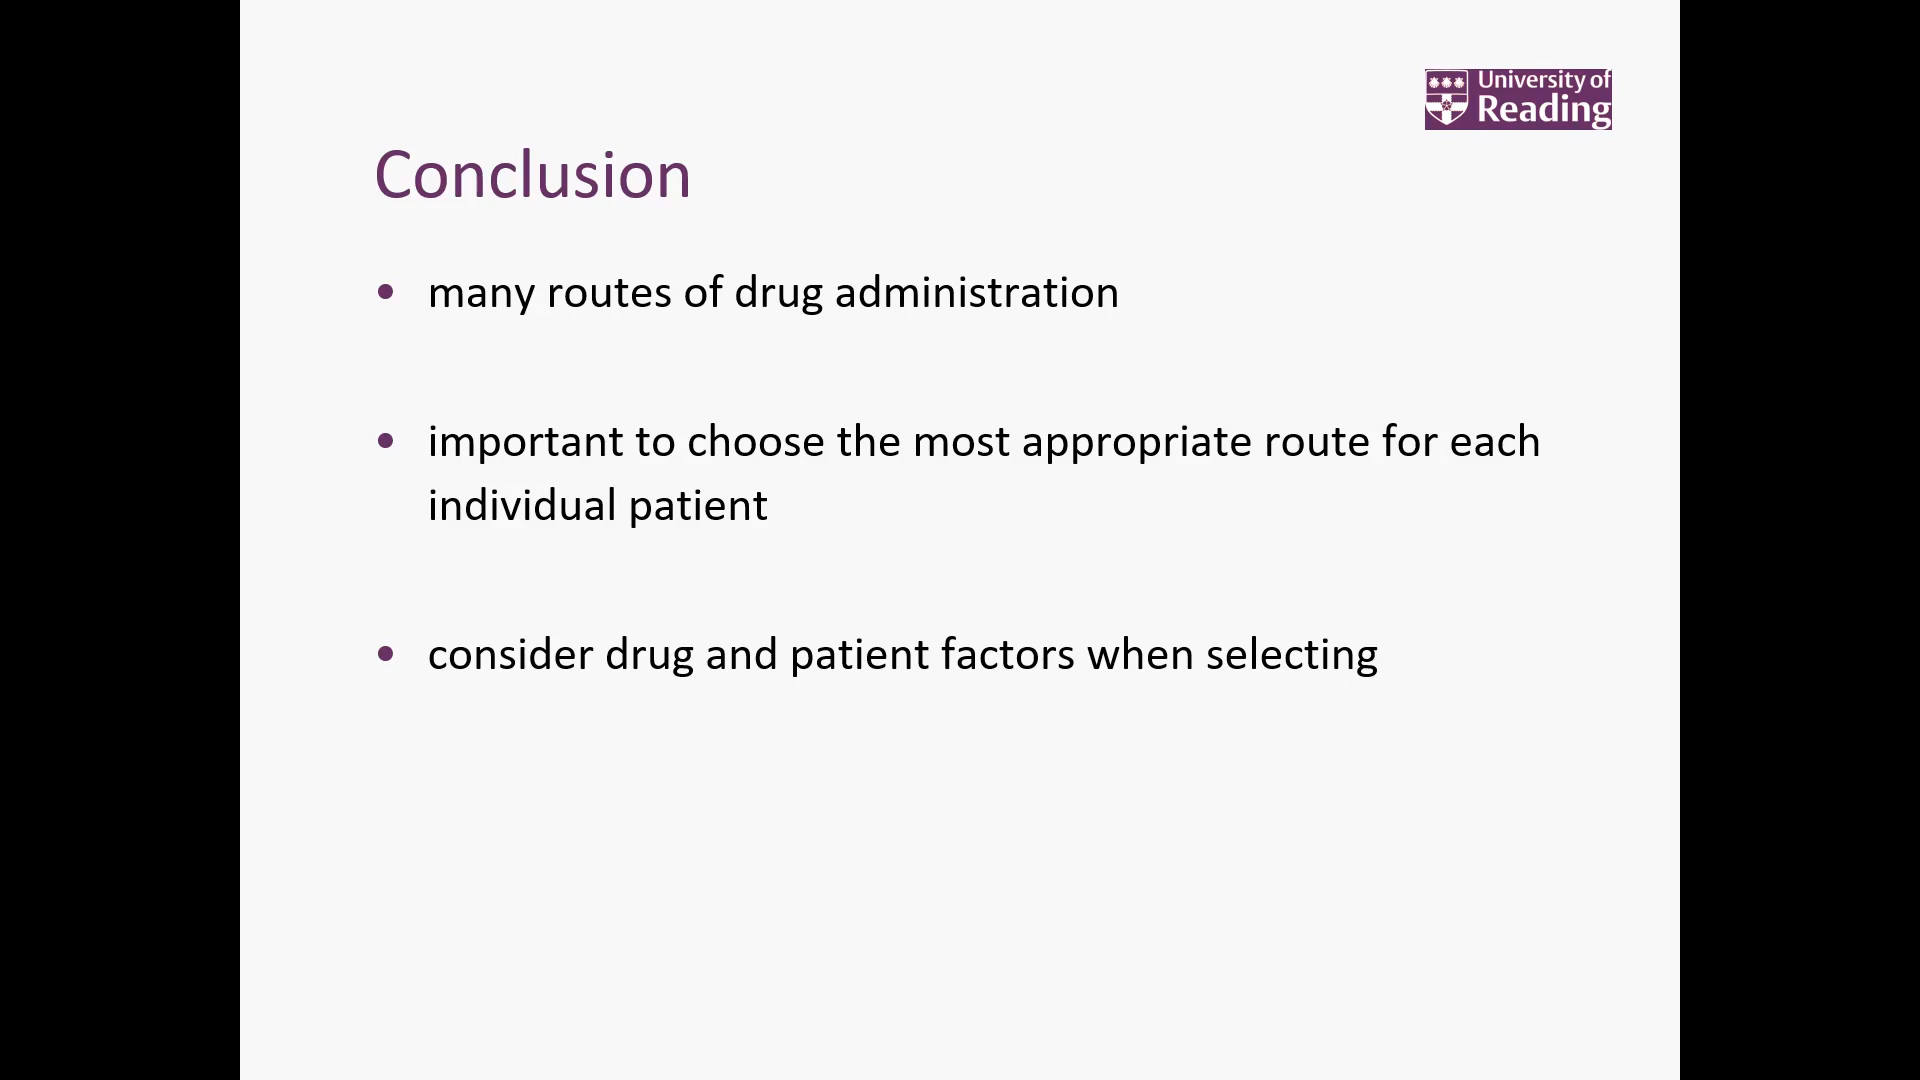 University of
Reading
Conclusion
• many routes of drug administration
• important to choose the most appropriate route for each
individual patient
• consider drug and patient factors when selecting